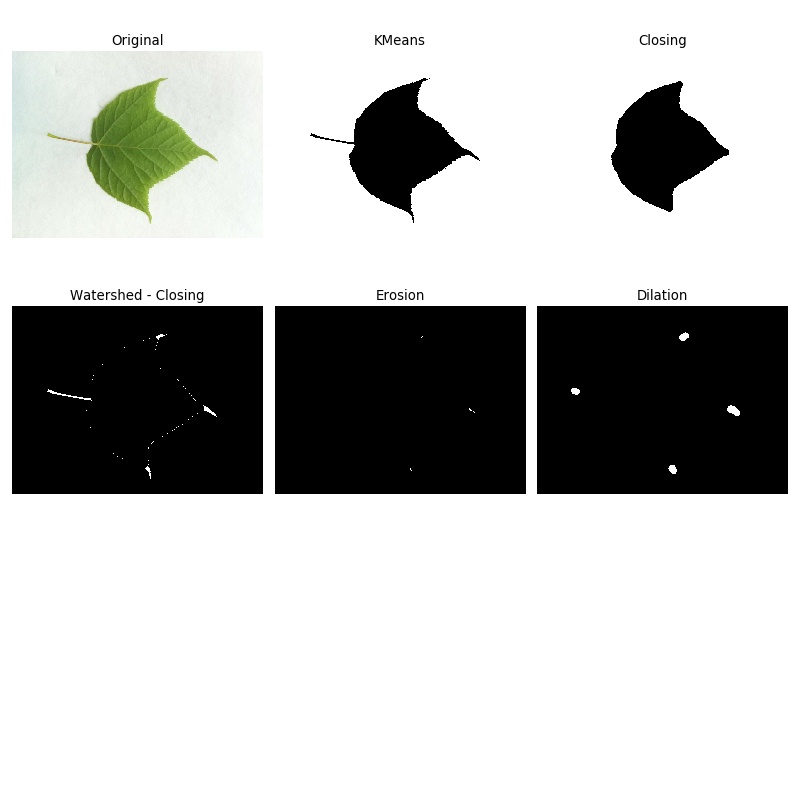 Original
KMeans
Closing
Watershed - Closing
Erosion
Dilation